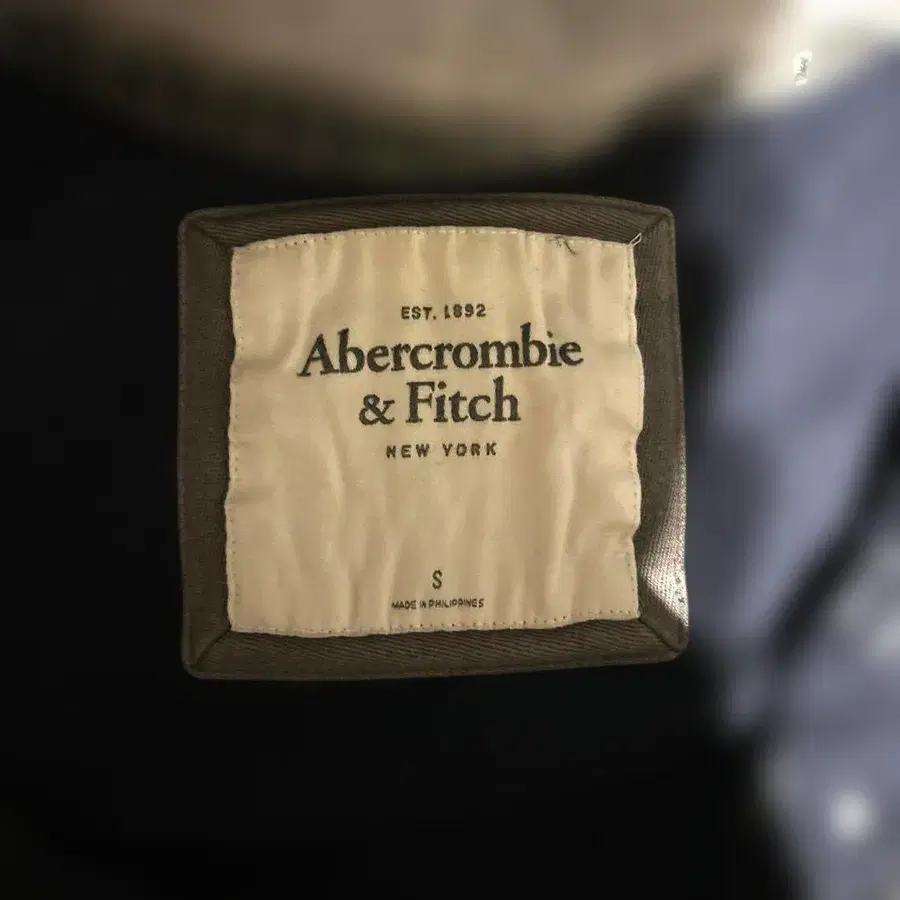 EST. 1892
Abercrombie
& Fitch
NEW YORK
S
MADE IN PHILIPPINES